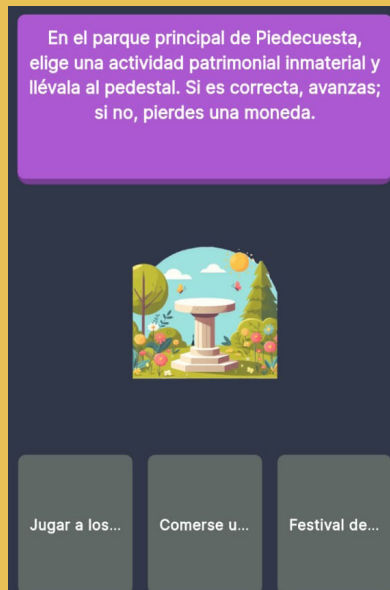 En el parque principal de Piedecuesta,
elige una actividad patrimonial inmaterial y
llévala al pedestal. Si es correcta, avanzas;
si no, pierdes una moneda.
Jugar a los...
Comerse u...
Festival de...